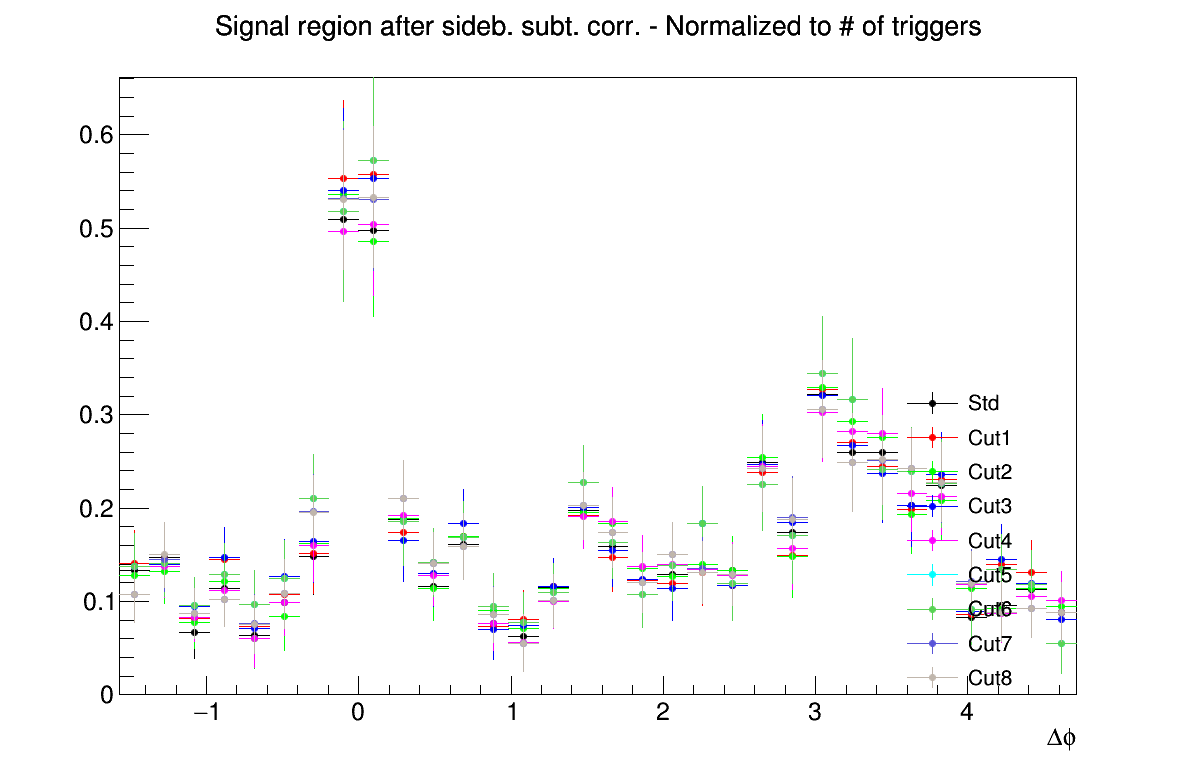 Signal region after sideb. subt. corr. - Normalized to # of triggers
0.6
0.5
0.4
0.3
0.2
0.1
0
Std
Cut1
Cut2
Cut3
Cut4
Cut5
Cut6
Cut7
Cut8
−1 0 1 2 3 4
Δϕ